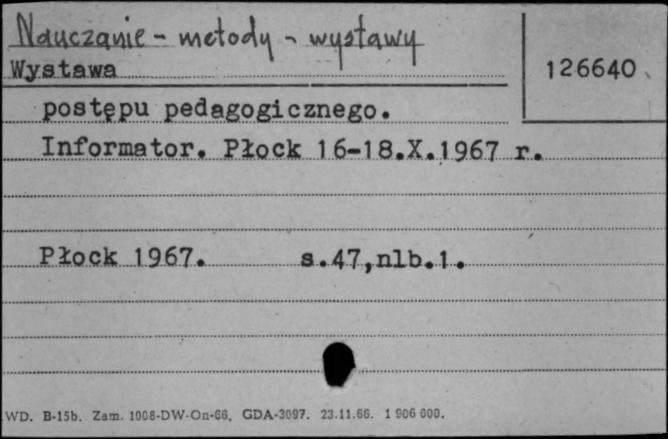 Nauczanie - metody - wystawy
Wystawa
126640
postępu pedagogicznego.
Informator. Płock 16-18.X.1967 r.
Płock 1967. s.47,nlb.1.
WD. B-15b. Zam. 1008-DW-On-66. GDA-3097. 23.11.66. 1 906 000.